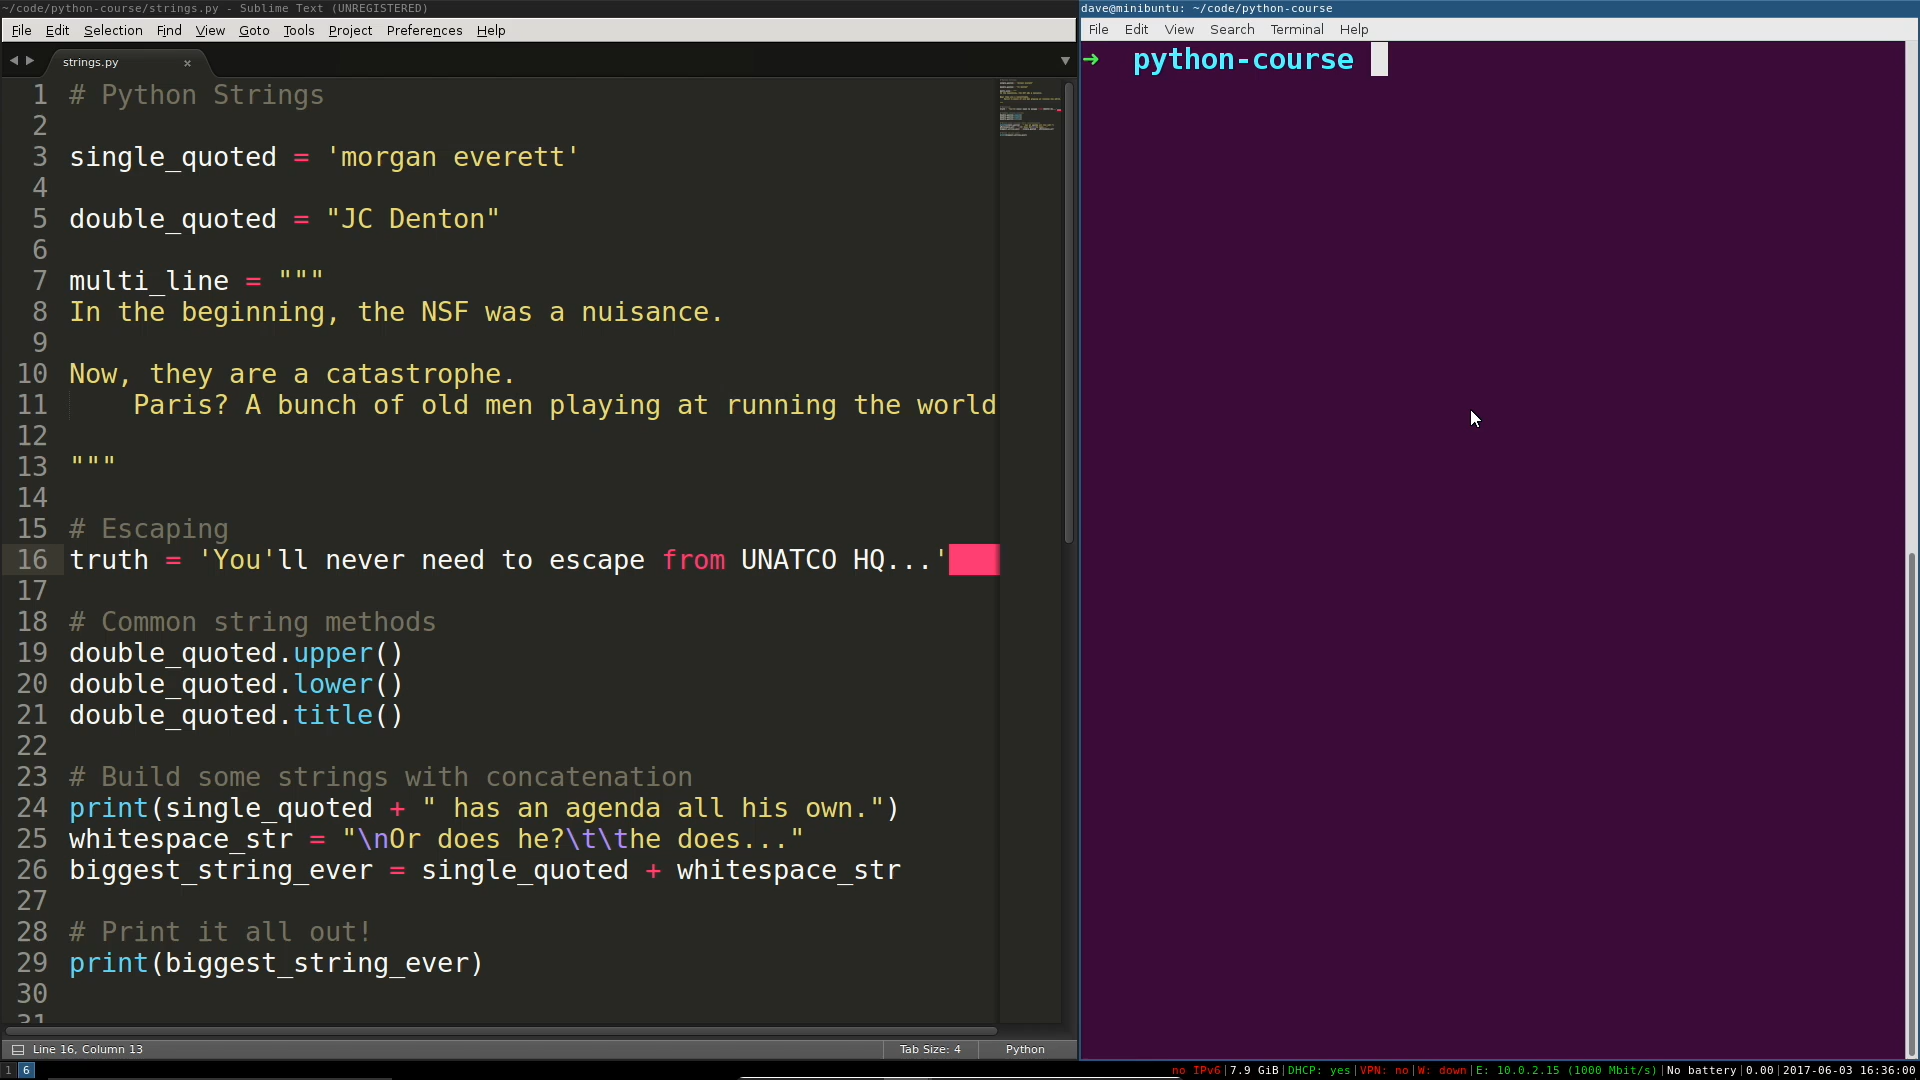 ~/code/python-course/strings.py - Sublime Text (UNREGISTERED)
File Edit Selection Find View Goto Tools Project Preferences Help
strings.py ×
1 # Python Strings
2
3 single_quoted = 'morgan everett'
4
5 double_quoted = "JC Denton"
6
7 multi_line = """
8 In the beginning, the NSF was a nuisance.
9
10 Now, they are a catastrophe.
11     Paris? A bunch of old men playing at running the world
12
13 """
14
15 # Escaping
16 truth = 'You'll never need to escape from UNATCO HQ...'
17
18 # Common string methods
19 double_quoted.upper()
20 double_quoted.lower()
21 double_quoted.title()
22
23 # Build some strings with concatenation
24 print(single_quoted + " has an agenda all his own.")
25 whitespace_str = "\nOr does he?\t\the does..."
26 biggest_string_ever = single_quoted + whitespace_str
27
28 # Print it all out!
29 print(biggest_string_ever)
30
31
Line 16, Column 13 Tab Size: 4 Python
dave@minibuntu: ~/code/python-course
File Edit View Search Terminal Help
➜ python-course
1 6 no IPv6|7.9 GiB|DHCP: yes|VPN: no|W: down|E: 10.0.2.15 (1000 Mbit/s)|No battery|0.00|2017-06-03 16:36:00